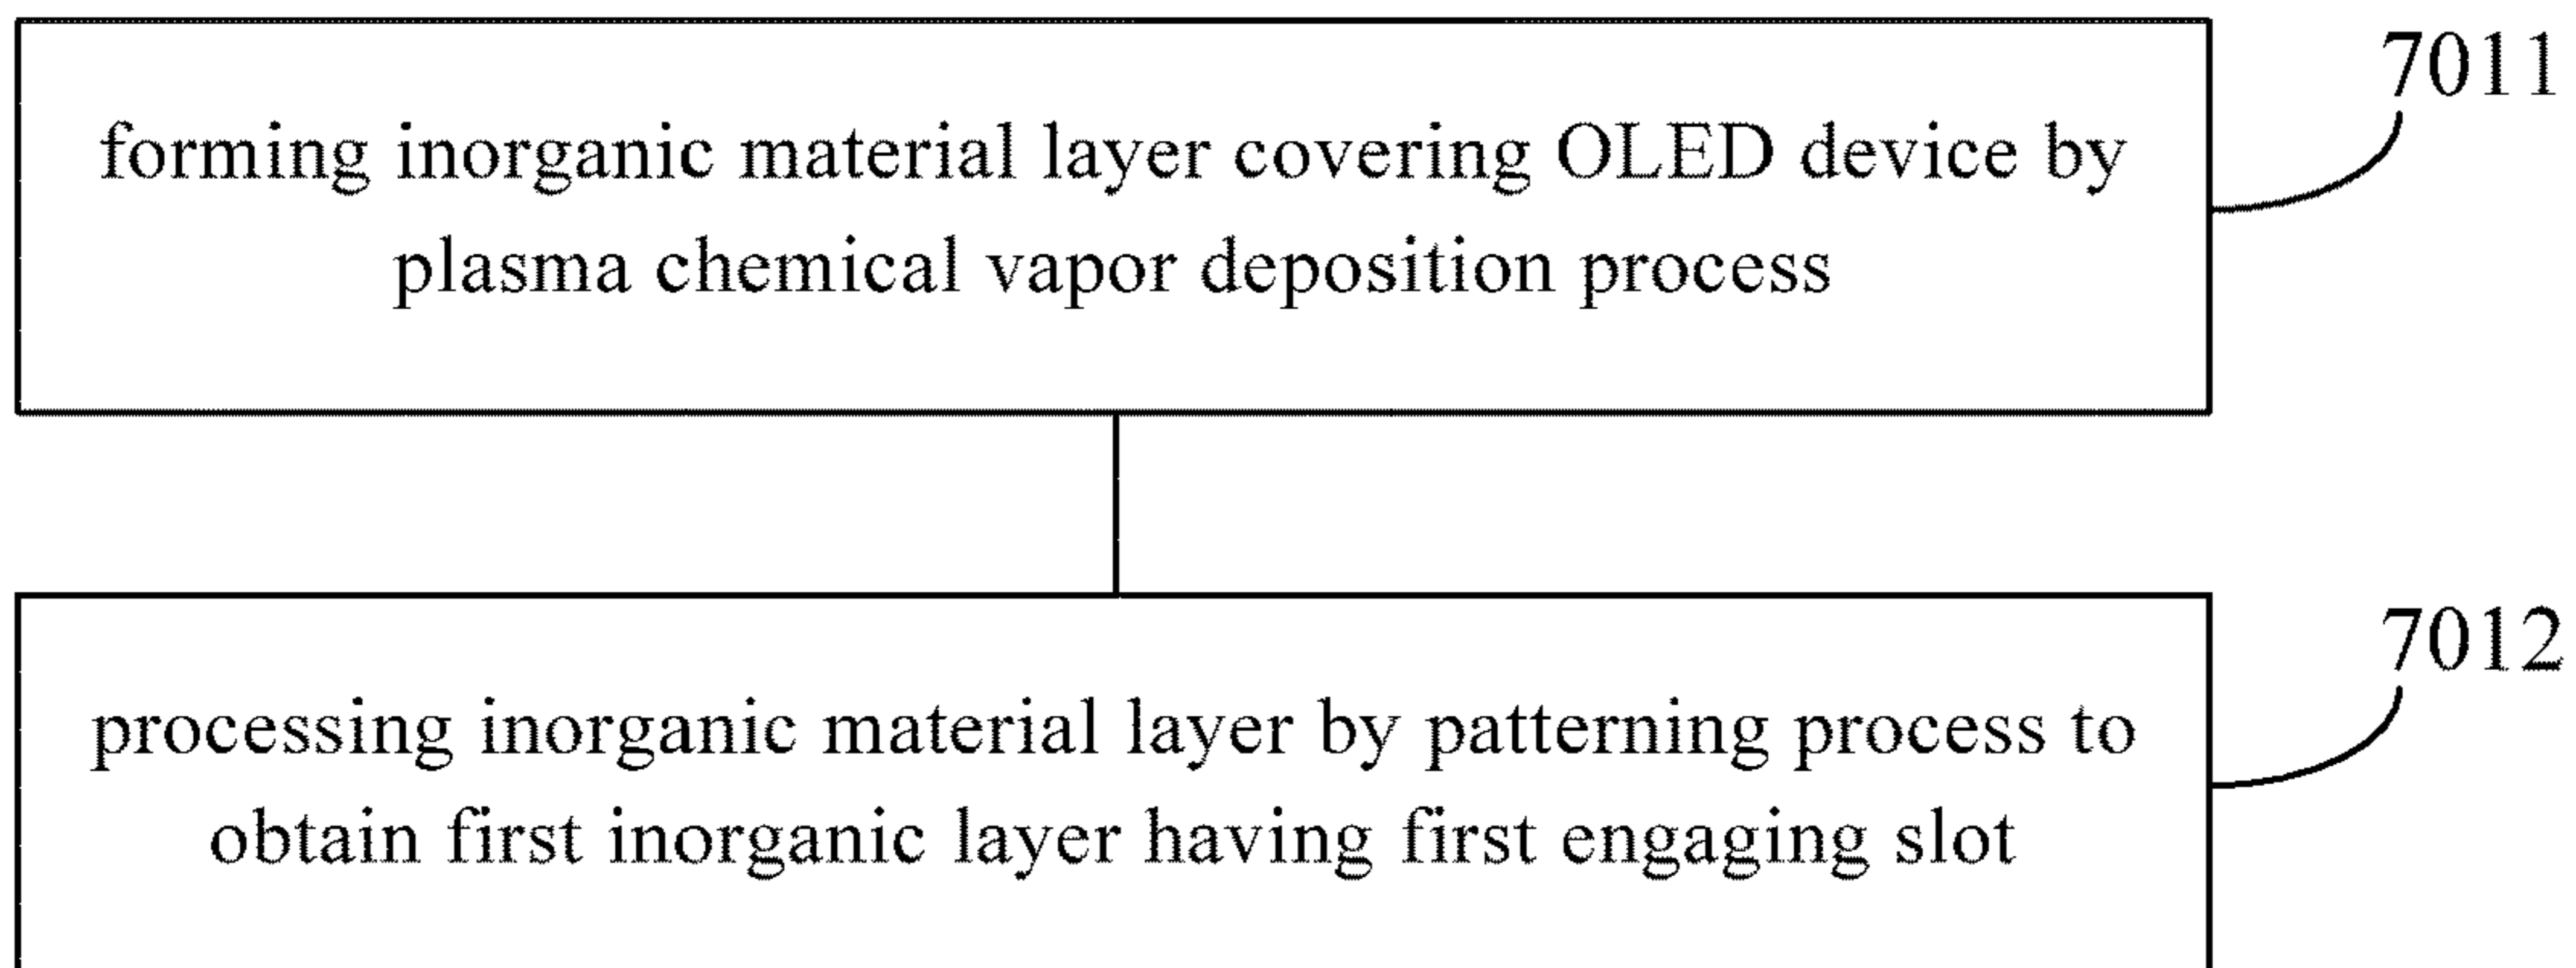 7011
forming inorganic material layer covering OLED device by
plasma chemical vapor deposition process
7012
processing inorganic material layer by patterning process to
obtain first inorganic layer having first engaging slot